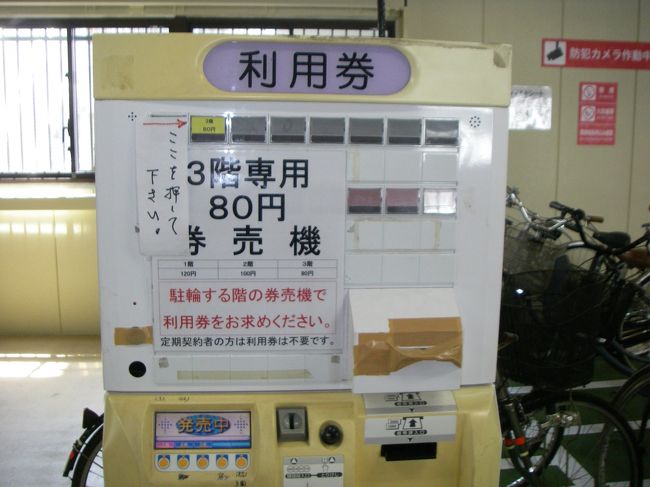 利用券
防犯カメラ作動中
3階
80円
ここを押して
下さい。
3階専用
80円
券売機
1階 2階 3階
120円 100円 80円
駐輪する階の券売機で
利用券をお求めください。
定期契約者の方は利用券は不要です。
発売中